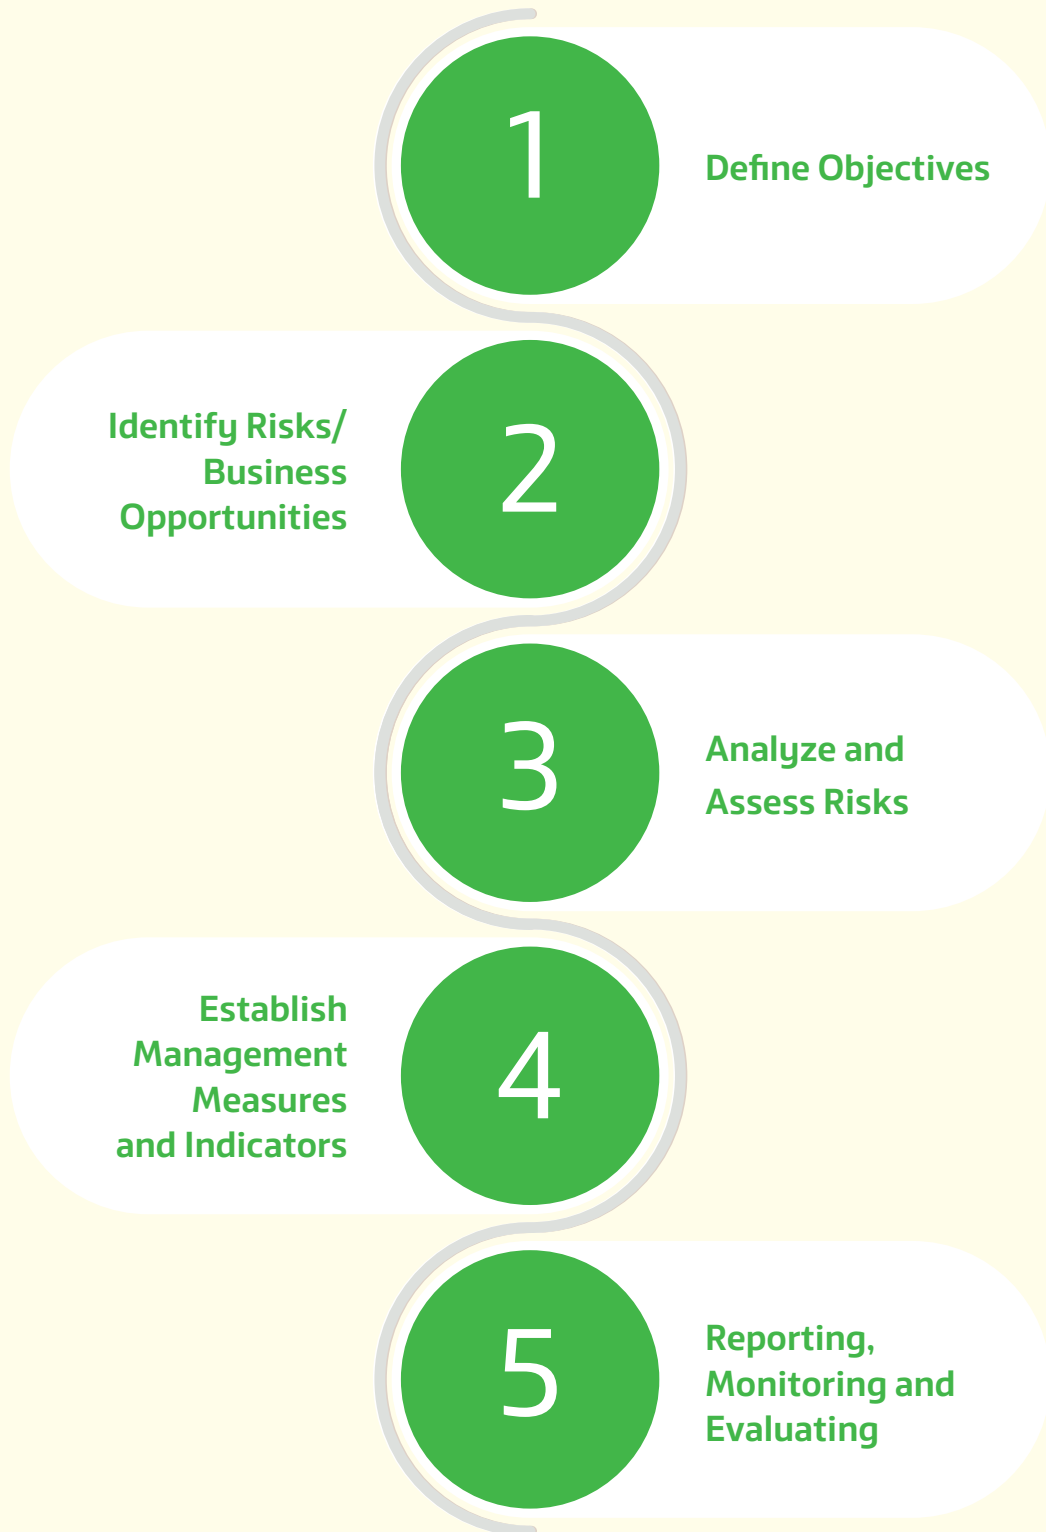 1
Define Objectives
2
Identify Risks/
Business
Opportunities
3
Analyze and
Assess Risks
4
Establish
Management
Measures
and Indicators
5
Reporting,
Monitoring and
Evaluating